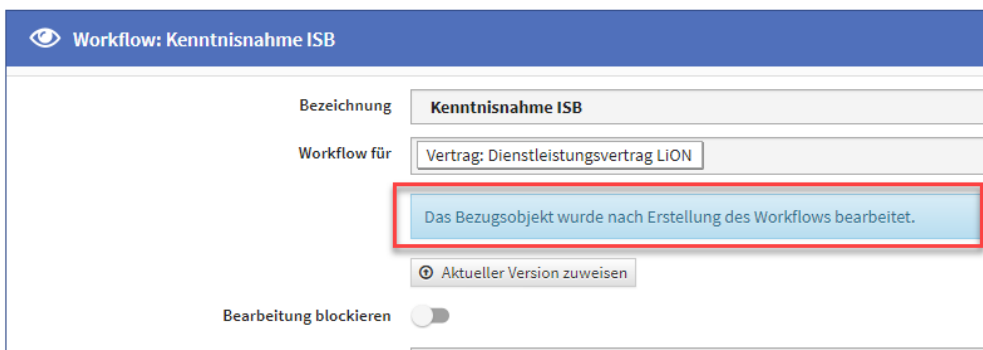 Workflow: Kenntnisnahme ISB
Bezeichnung Kenntnisnahme ISB
Workflow für Vertrag: Dienstleistungsvertrag LiON
Das Bezugsobjekt wurde nach Erstellung des Workflows bearbeitet.
Aktueller Version zuweisen
Bearbeitung blockieren